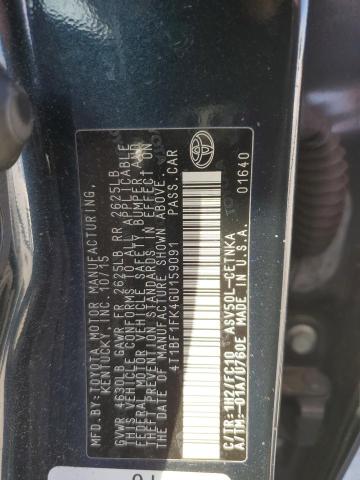 MFD.BY:TOYOTA MOTOR MANUFACTURING,
KENTUCKY, INC. 10/15
GVWR 4630LB GAWR FR 2625LB RR 2625LB
THIS VEHICLE CONFORMS TO ALL APPLICABLE
FEDERAL MOTOR VEHICLE SAFETY, BUMPER AND
THEFT PREVENTION STANDARDS IN EFFECT ON
THE DATE OF MANUFACTURE SHOWN ABOVE.
4T1BF1FK4GU159091 PASS.CAR
C/TR:1H2/FC10 ASV50L-CETNKA
A/TM:-01A/U760E MADE IN U.S.A.
01640